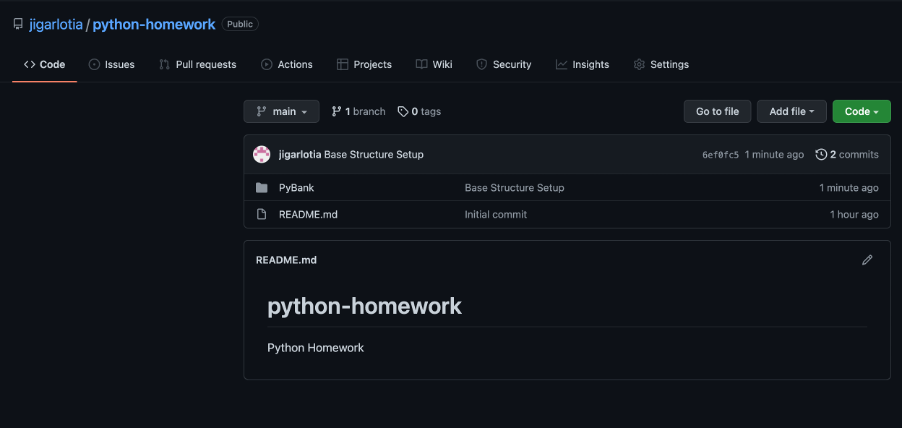 jigarlotia / python-homework Public
Code Issues Pull requests Actions Projects Wiki Security Insights Settings
main 1 branch 0 tags Go to file Add file Code
jigarlotia Base Structure Setup 6ef0fc5 1 minute ago 2 commits
PyBank Base Structure Setup 1 minute ago
README.md Initial commit 1 hour ago
README.md
python-homework
Python Homework